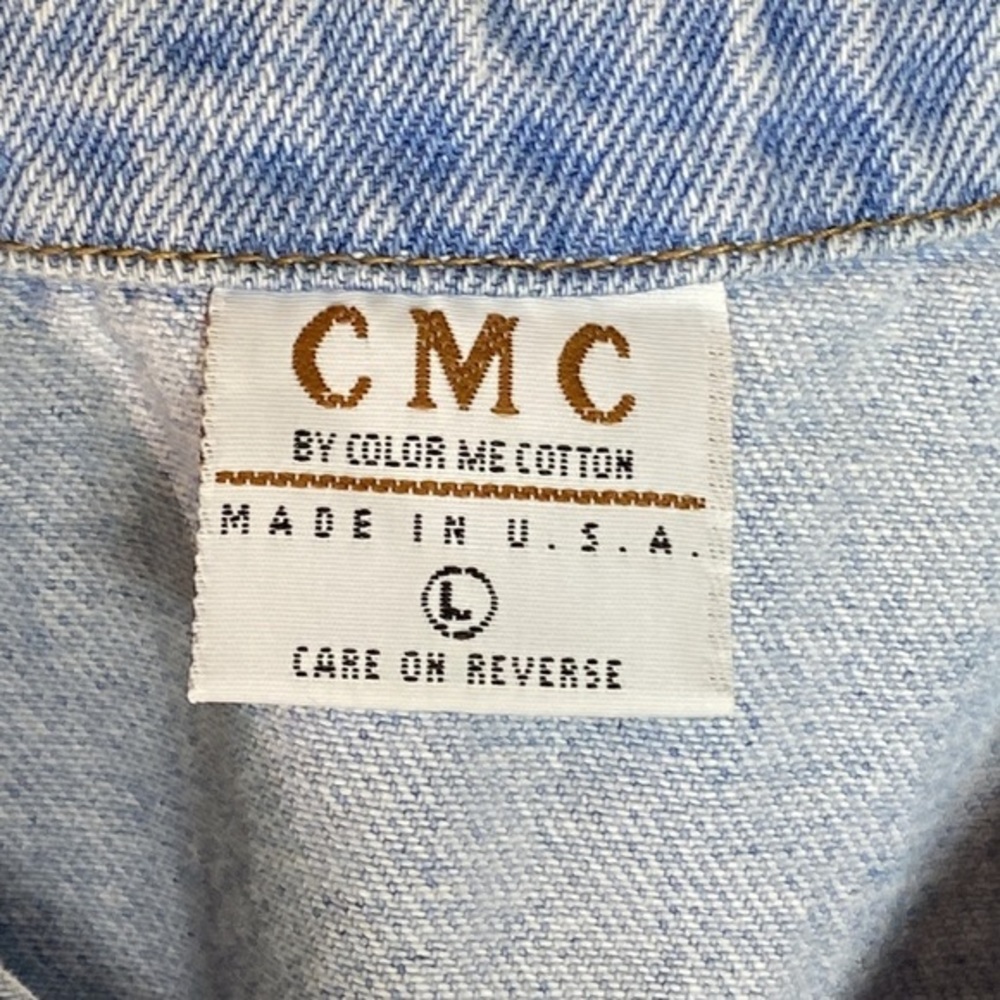 CMC
BY COLOR ME COTTON
MADE IN U.S.A.
L
CARE ON REVERSE